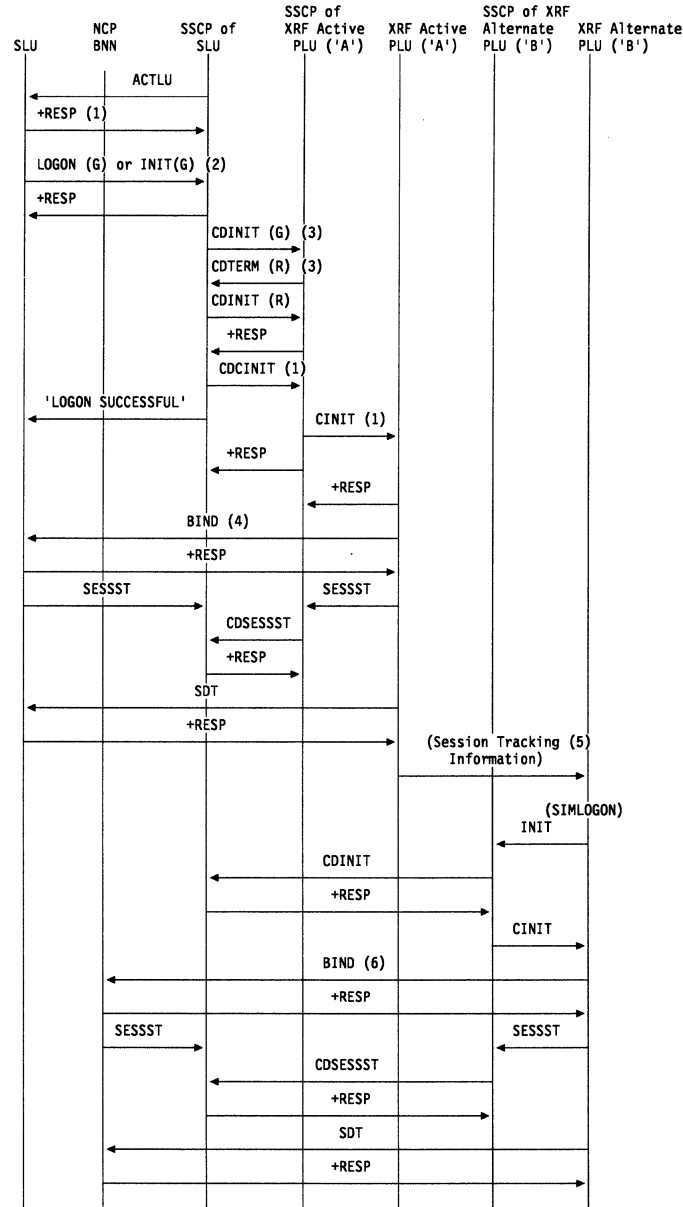 SSCP of SSCP of XRF
NCP SSCP of XRF Active XRF Active Alternate XRF Alternate
SLU BNN SLU PLU ('A') PLU ('A') PLU ('B') PLU ('B')
ACTLU
+RESP (1)
LOGON (G) or INIT(G) (2)
+RESP
CDINIT (G) (3)
CDTERM (R) (3)
CDINIT (R)
+RESP
CDCINIT (1)
'LOGON SUCCESSFUL'
CINIT (1)
+RESP
+RESP
BIND (4)
+RESP
SESSST SESSST
CDSESSST
+RESP
SDT
+RESP
(Session Tracking (5)
Information)
(SIMLOGON)
INIT
CDINIT
+RESP
CINIT
BIND (6)
+RESP
SESSST SESSST
CDSESSST
+RESP
SDT
+RESP